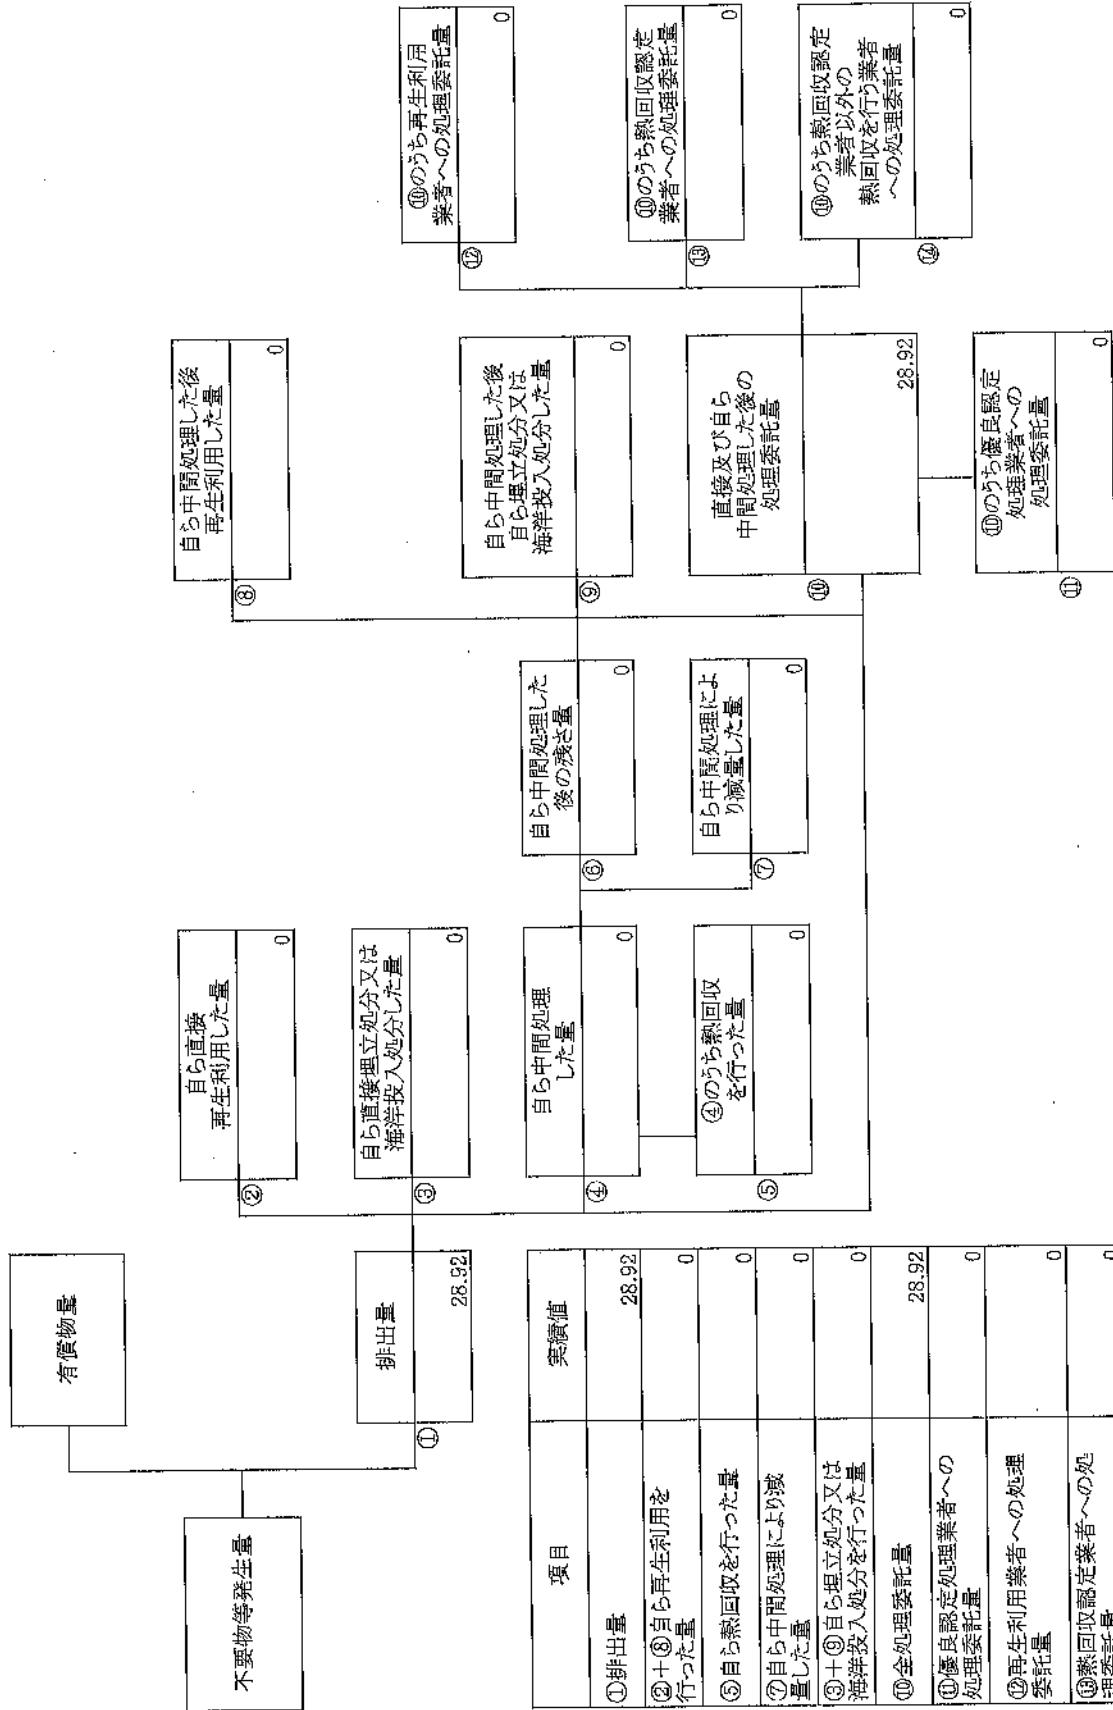 不要物等発生量
有償物量
①
排出量
28.92
②
自ら直接
再生利用した量
0
③
自ら直接埋立処分又は
海洋投入処分した量
0
④
自ら中間処理
した量
0
⑤
④のうち熱回収
を行った量
0
⑥
自ら中間処理した
後の残さ量
0
⑦
自ら中間処理によ
り減量した量
0
⑧
自ら中間処理した後
再生利用した量
0
⑨
自ら中間処理した後
自ら埋立処分又は
海洋投入処分した量
0
⑩
直接及び自ら
中間処理した後の
処理委託量
28.92
⑪
⑩のうち優良認定
処理業者への
処理委託量
0
⑫
⑩のうち再生利用
業者への処理委託量
0
⑬
⑩のうち熱回収認定
業者への処理委託量
0
⑭
⑩のうち熱回収認定
業者以外の
熱回収を行う業者
への処理委託量
0
項目 実績値
①排出量 28.92
②+⑧自ら再生利用を
行った量 0
⑤自ら熱回収を行った量 0
⑦自ら中間処理により減
量した量 0
③+⑨自ら埋立処分又は
海洋投入処分を行った量 0
⑩全処理委託量 28.92
⑪優良認定処理業者への
処理委託量 0
⑫再生利用業者への処理
委託量 0
⑬熱回収認定業者への処
理委託量 0